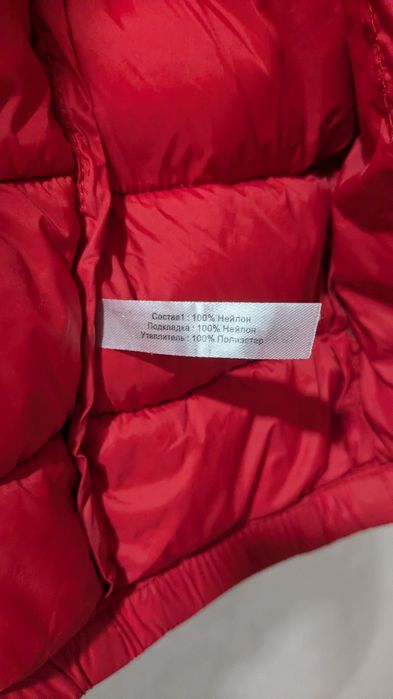 Состав1 : 100% Нейлон
Подкладка : 100% Нейлон
Утеплитель : 100% Полиэстер